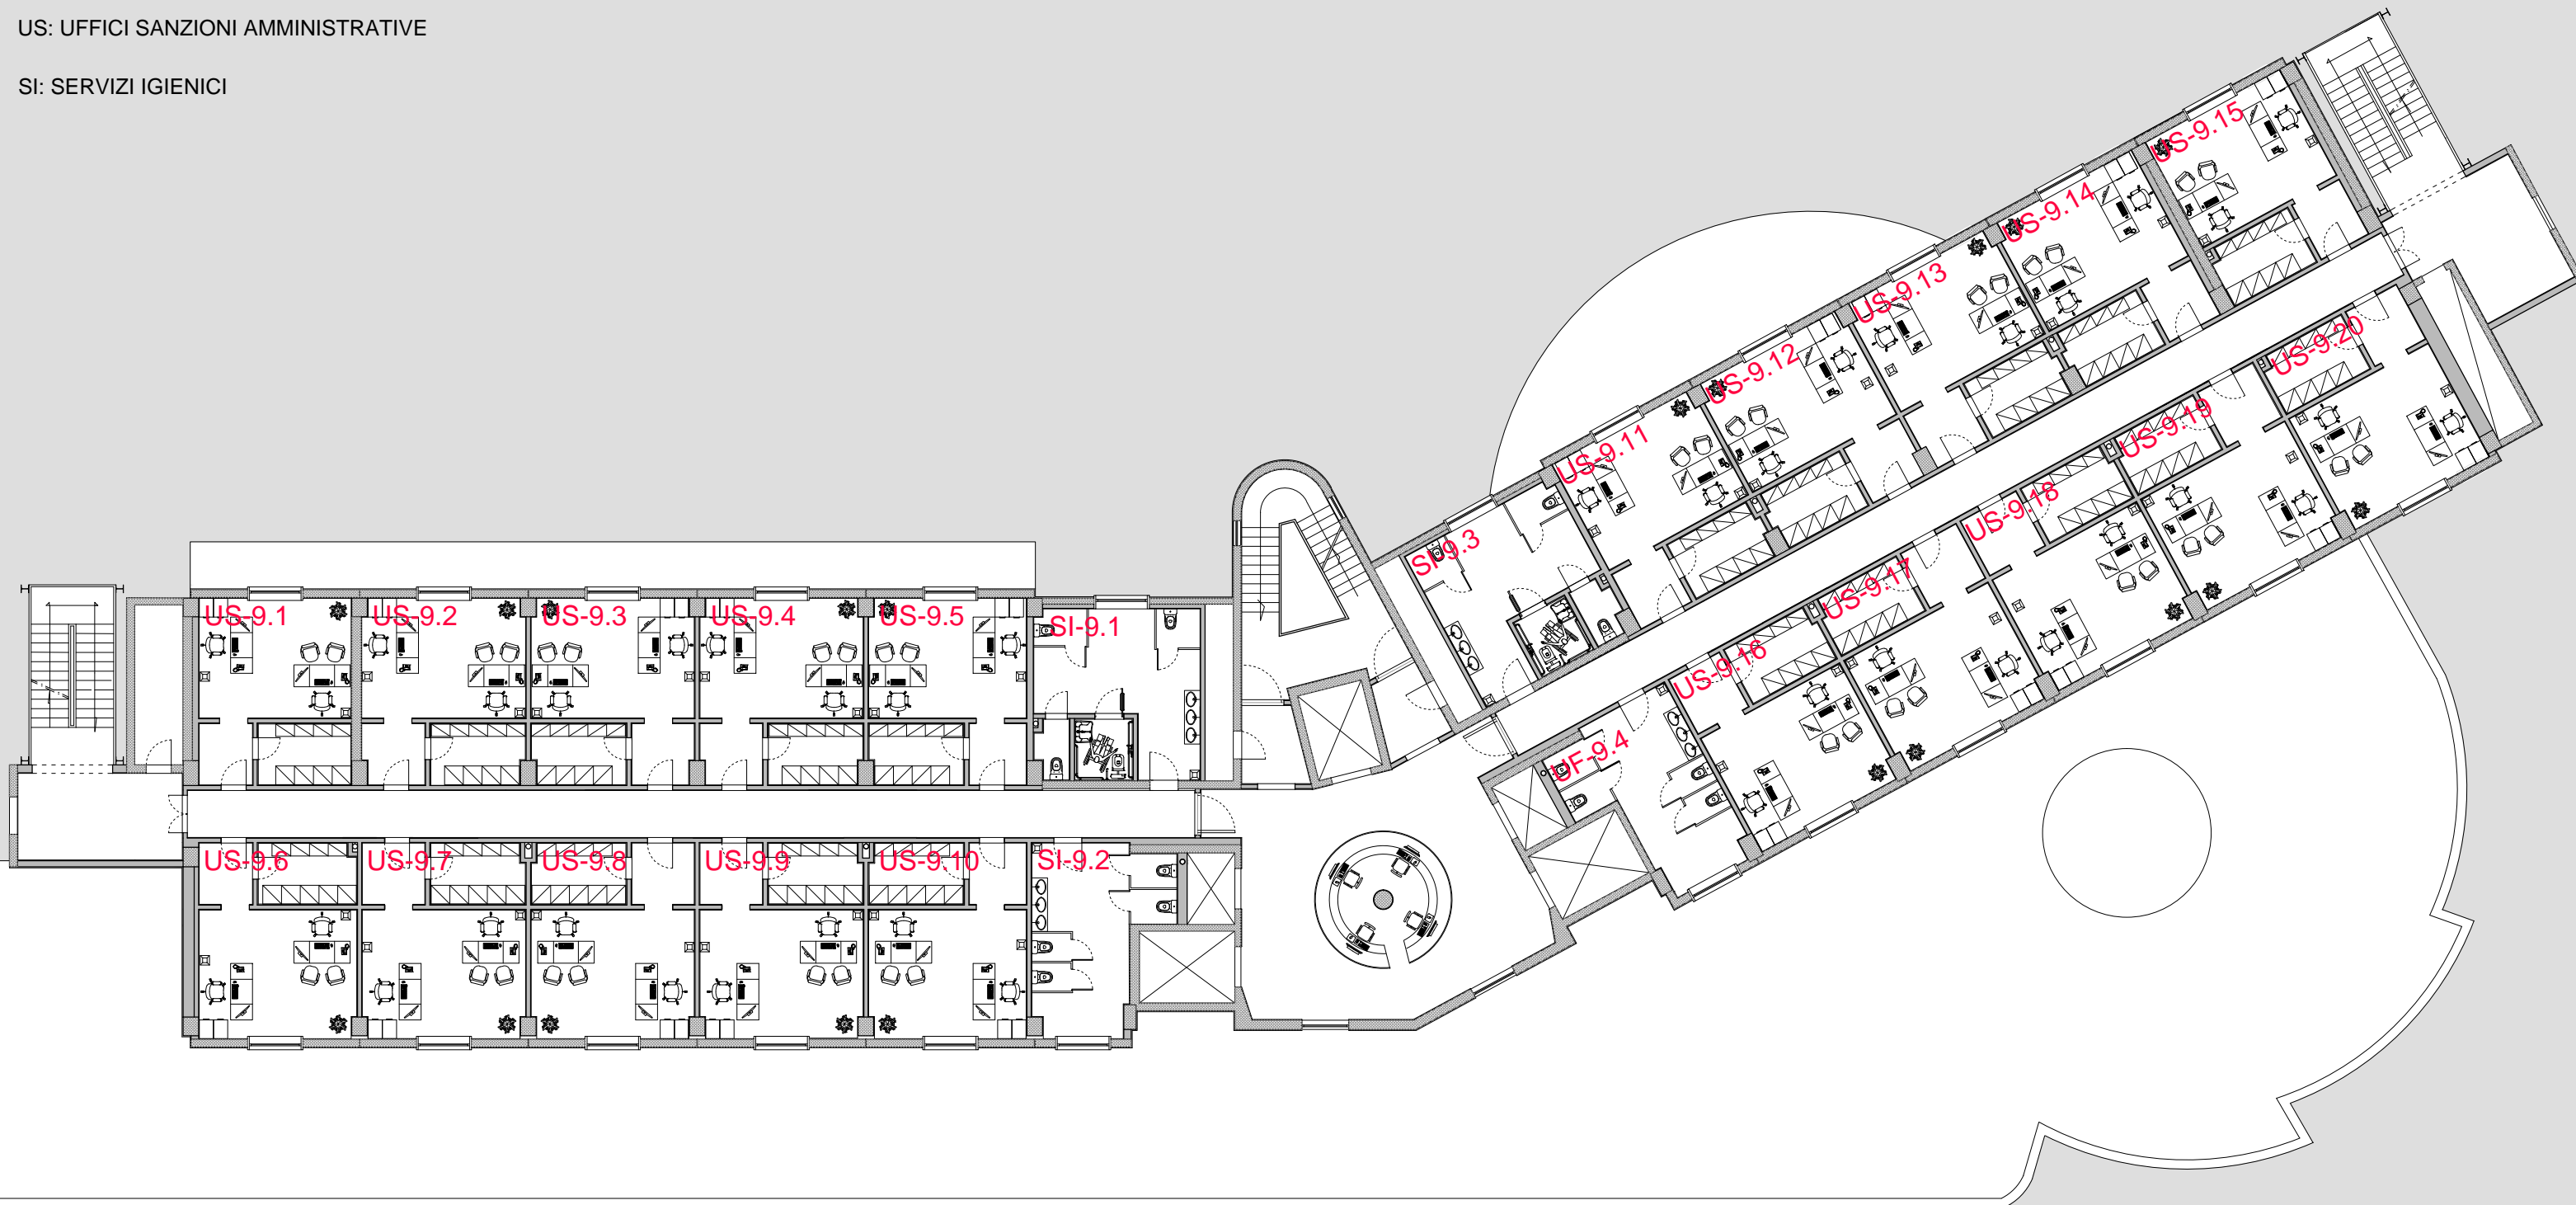 US: UFFICI SANZIONI AMMINISTRATIVE
SI: SERVIZI IGIENICI
US-9.15
US-9.14
US-9.13
US-9.12
US-9.11
SI-9.3
US-9.20
US-9.19
US-9.18
US-9.17
US-9.16
UF-9.4
US-9.1
US-9.2
US-9.3
US-9.4
US-9.5
SI-9.1
US-9.6
US-9.7
US-9.8
US-9.9
US-9.10
SI-9.2